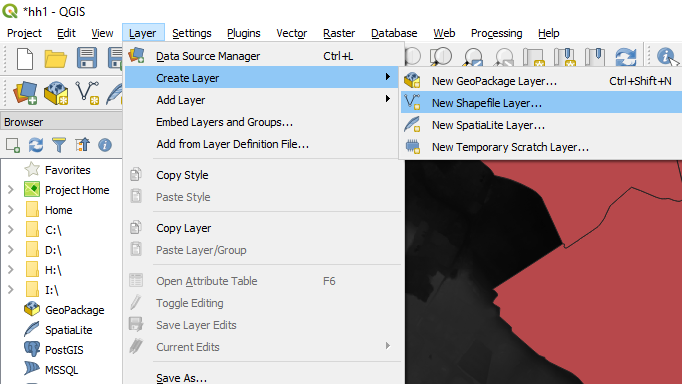 *hh1 - QGIS
Project Edit View Layer Settings Plugins Vector Raster Database Web Processing Help
Data Source Manager Ctrl+L
Create Layer
Add Layer
Embed Layers and Groups...
Add from Layer Definition File...
Copy Style
Paste Style
Copy Layer
Paste Layer/Group
Open Attribute Table F6
Toggle Editing
Save Layer Edits
Current Edits
Save As...
New GeoPackage Layer... Ctrl+Shift+N
New Shapefile Layer...
New SpatiaLite Layer...
New Temporary Scratch Layer...
Browser
Favorites
Project Home
Home
C:\
D:\
H:\
I:\
GeoPackage
SpatiaLite
PostGIS
MSSQL